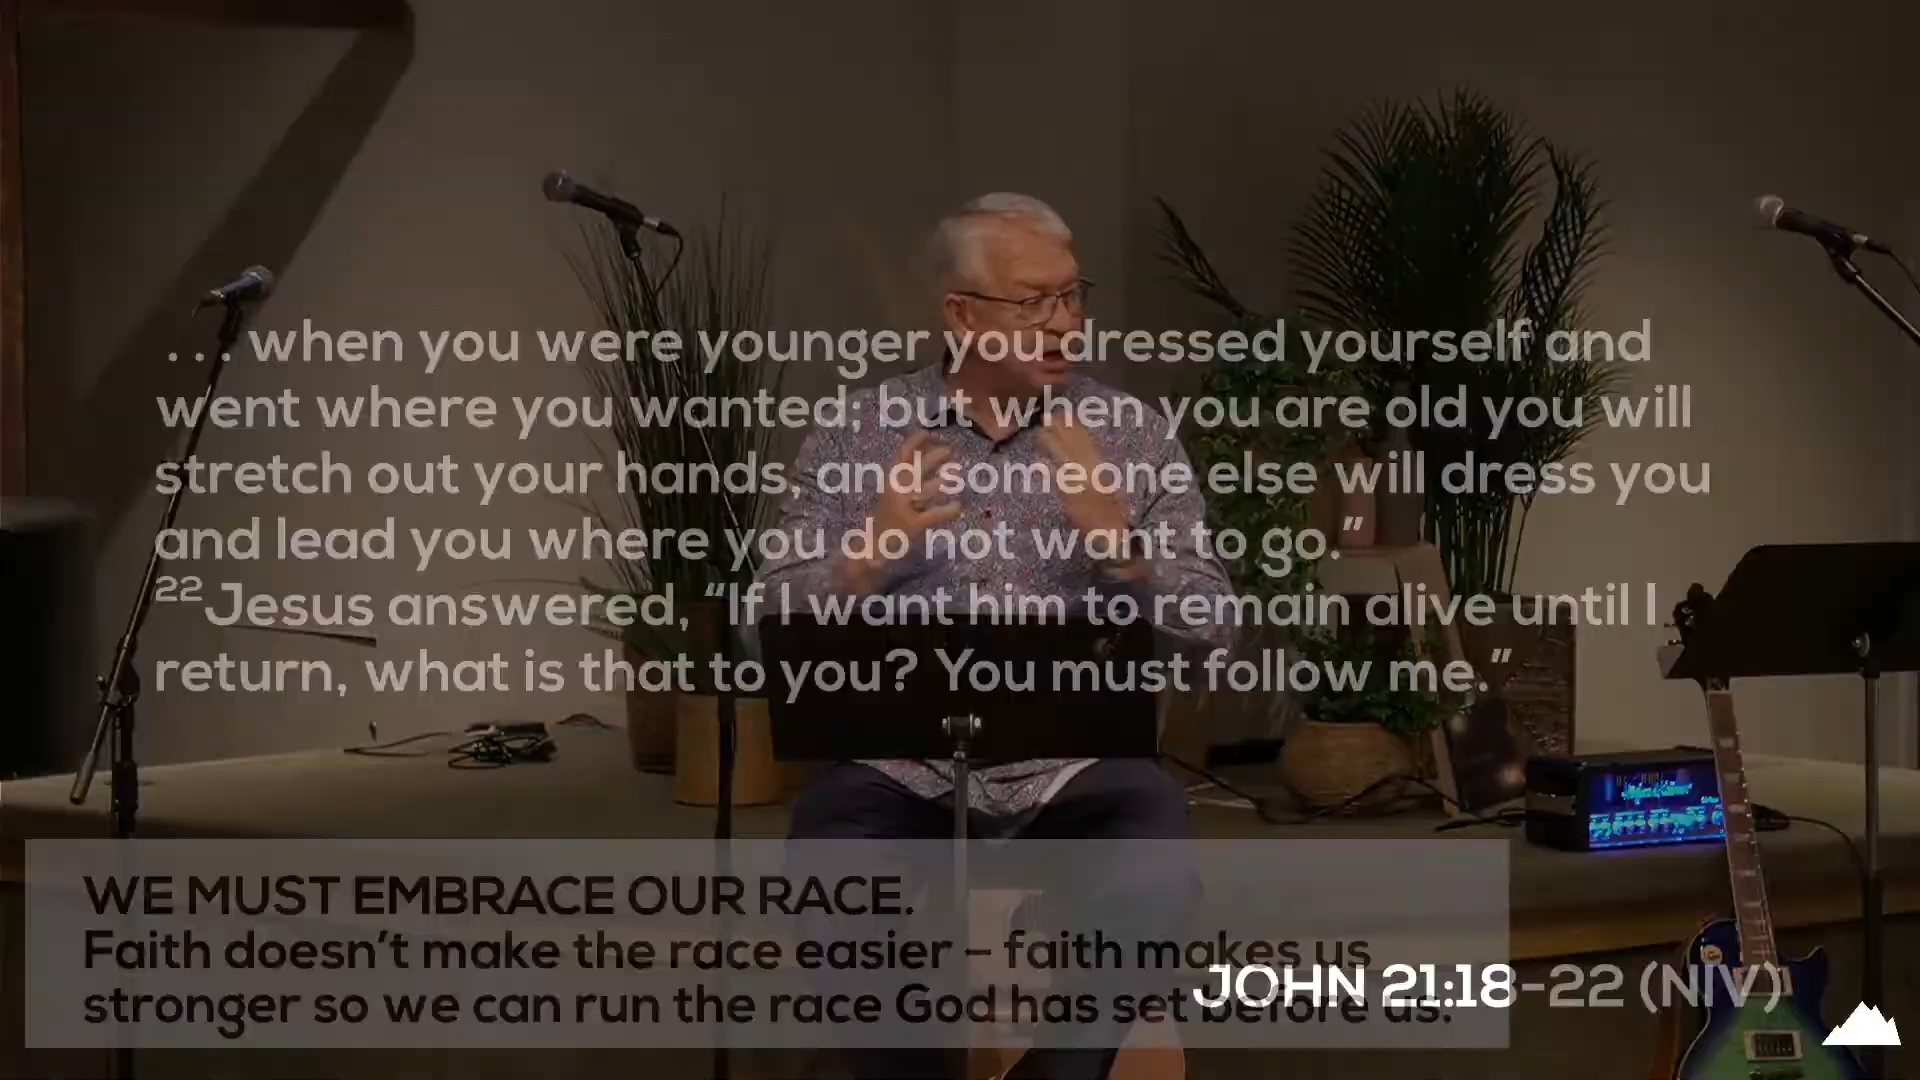 ... when you were younger you dressed yourself and
went where you wanted; but when you are old you will
stretch out your hands, and someone else will dress you
and lead you where you do not want to go.”
22 Jesus answered, “If I want him to remain alive until I
return, what is that to you? You must follow me.”
WE MUST EMBRACE OUR RACE.
Faith doesn’t make the race easier – faith makes us
stronger so we can run the race God has set before us.
JOHN 21:18-22 (NIV)